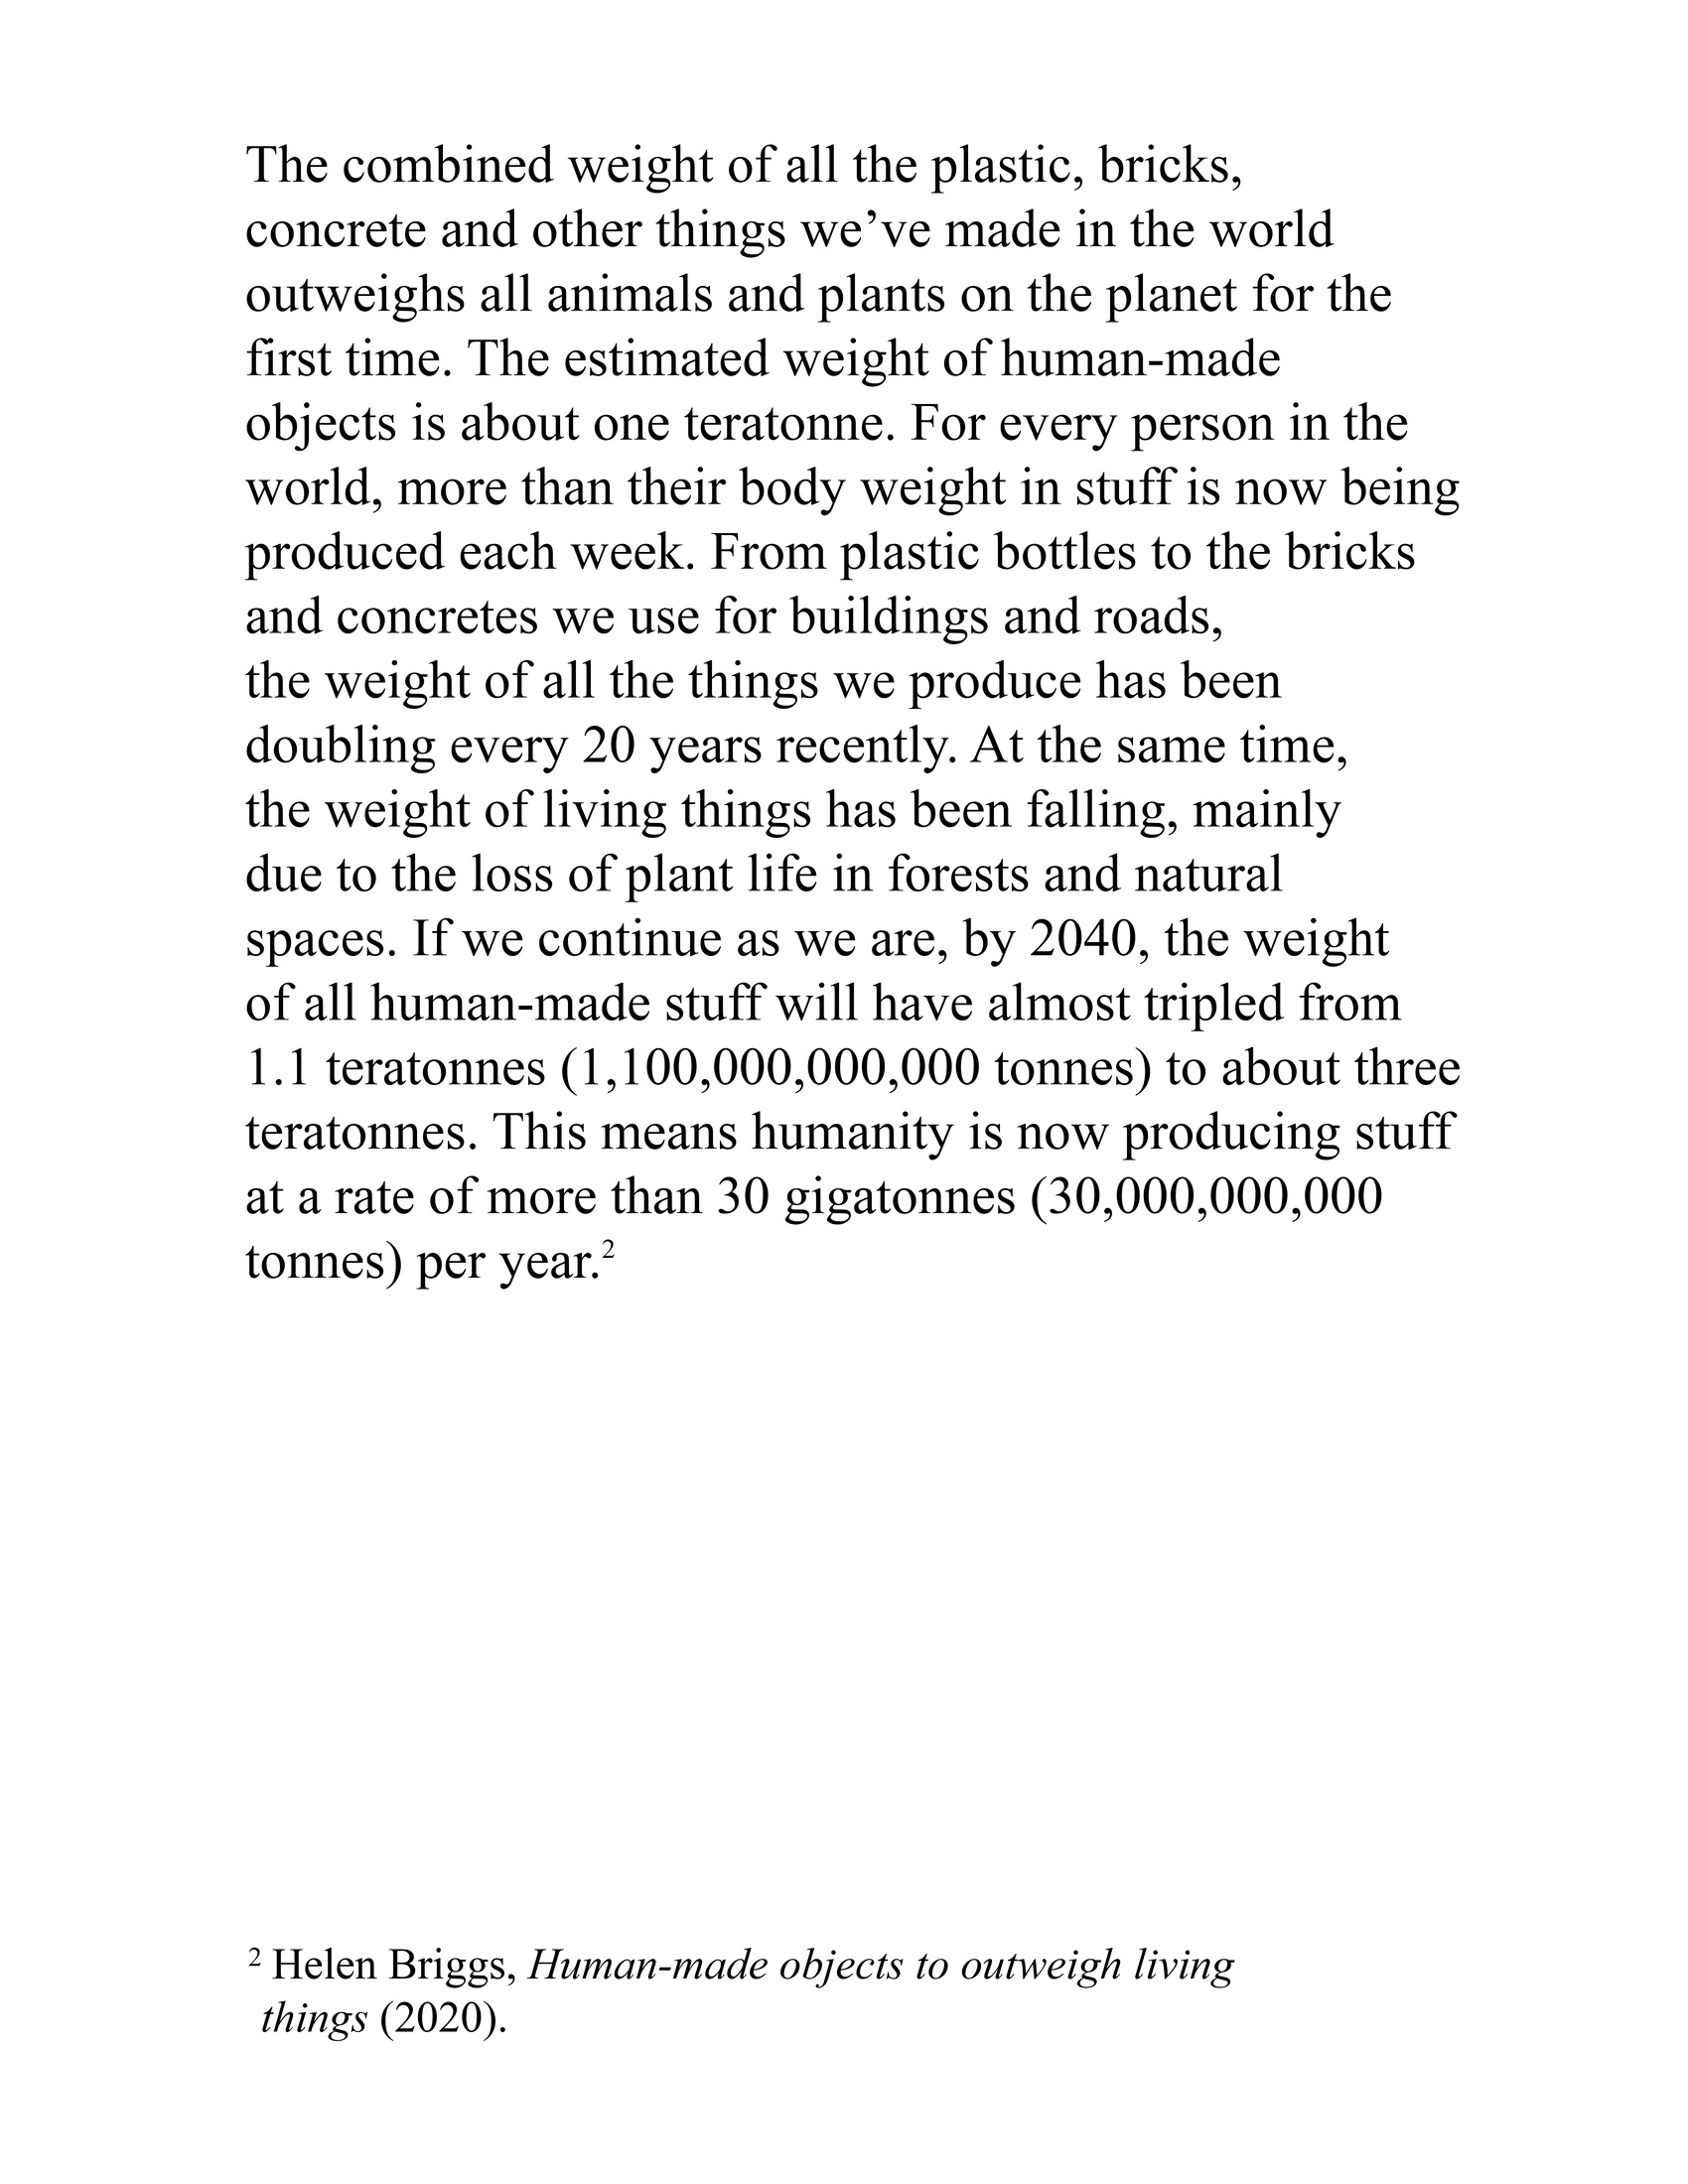 The combined weight of all the plastic, bricks,
concrete and other things we’ve made in the world
outweighs all animals and plants on the planet for the
first time. The estimated weight of human-made
objects is about one teratonne. For every person in the
world, more than their body weight in stuff is now being
produced each week. From plastic bottles to the bricks
and concretes we use for buildings and roads,
the weight of all the things we produce has been
doubling every 20 years recently. At the same time,
the weight of living things has been falling, mainly
due to the loss of plant life in forests and natural
spaces. If we continue as we are, by 2040, the weight
of all human-made stuff will have almost tripled from
1.1 teratonnes (1,100,000,000,000 tonnes) to about three
teratonnes. This means humanity is now producing stuff
at a rate of more than 30 gigatonnes (30,000,000,000
tonnes) per year.²
² Helen Briggs, Human-made objects to outweigh living
things (2020).